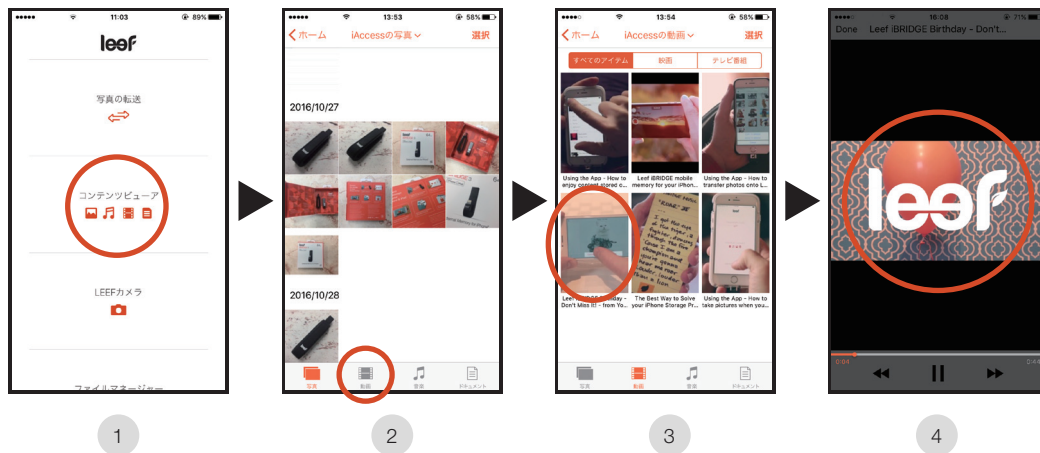 11:03
89%
leef
写真の転送
コンテンツビューア
LEEFカメラ
ファイルマネージャー
1
13:53
58%
ホーム
iAccessの写真
選択
2016/10/27
2016/10/28
写真
動画
音楽
ドキュメント
2
13:54
58%
ホーム
iAccessの動画
選択
すべてのアイテム
映画
テレビ番組
Using the App - How to
enjoy content stored c...
Leef iBRIDGE mobile
memory for your iPhon...
Using the App - How to
transfer photos onto L...
Leef iBRIDGE Birthday -
Don't Miss It! - from Yo...
The Best Way to Solve
your iPhone Storage Pr...
Using the App - How to
take pictures when you...
写真
動画
音楽
ドキュメント
3
16:08
71%
Done
Leef iBRIDGE Birthday - Don't...
leef
0:04
0:44
4